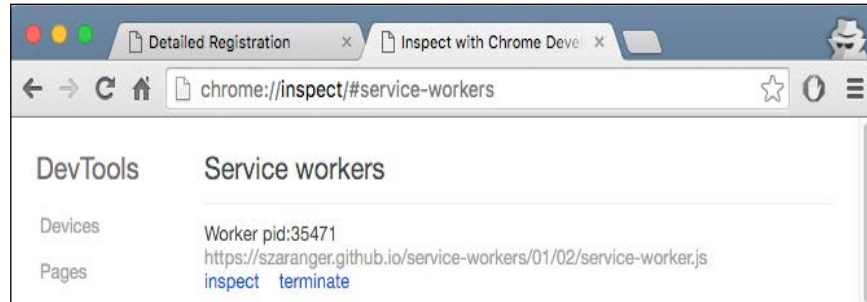 Detailed Registration
Inspect with Chrome Devel
chrome://inspect/#service-workers
DevTools
Service workers
Devices
Pages
Worker pid:35471
https://szaranger.github.io/service-workers/01/02/service-worker.js
inspect terminate